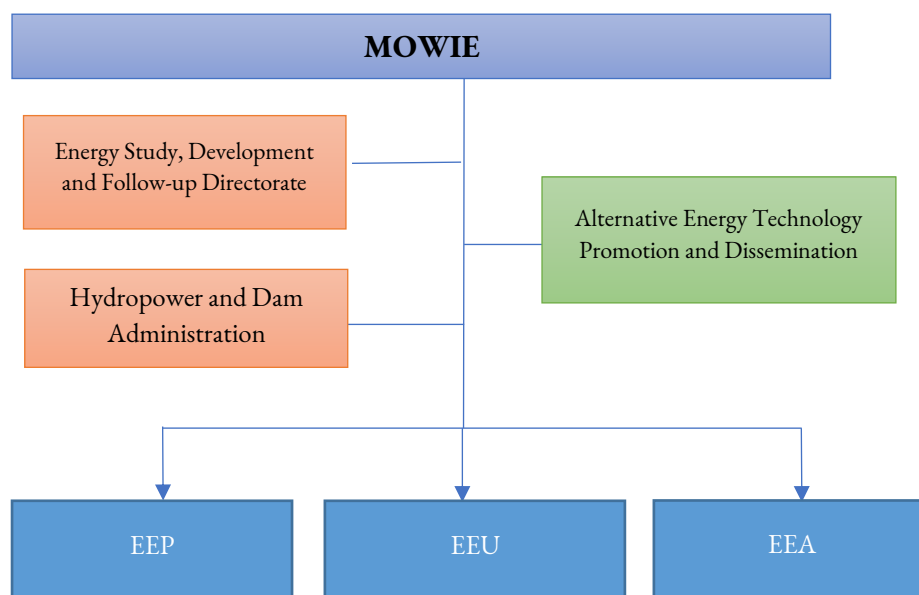 MOWIE
Energy Study, Development
and Follow-up Directorate
Alternative Energy Technology
Promotion and Dissemination
Hydropower and Dam
Administration
EEP
EEU
EEA